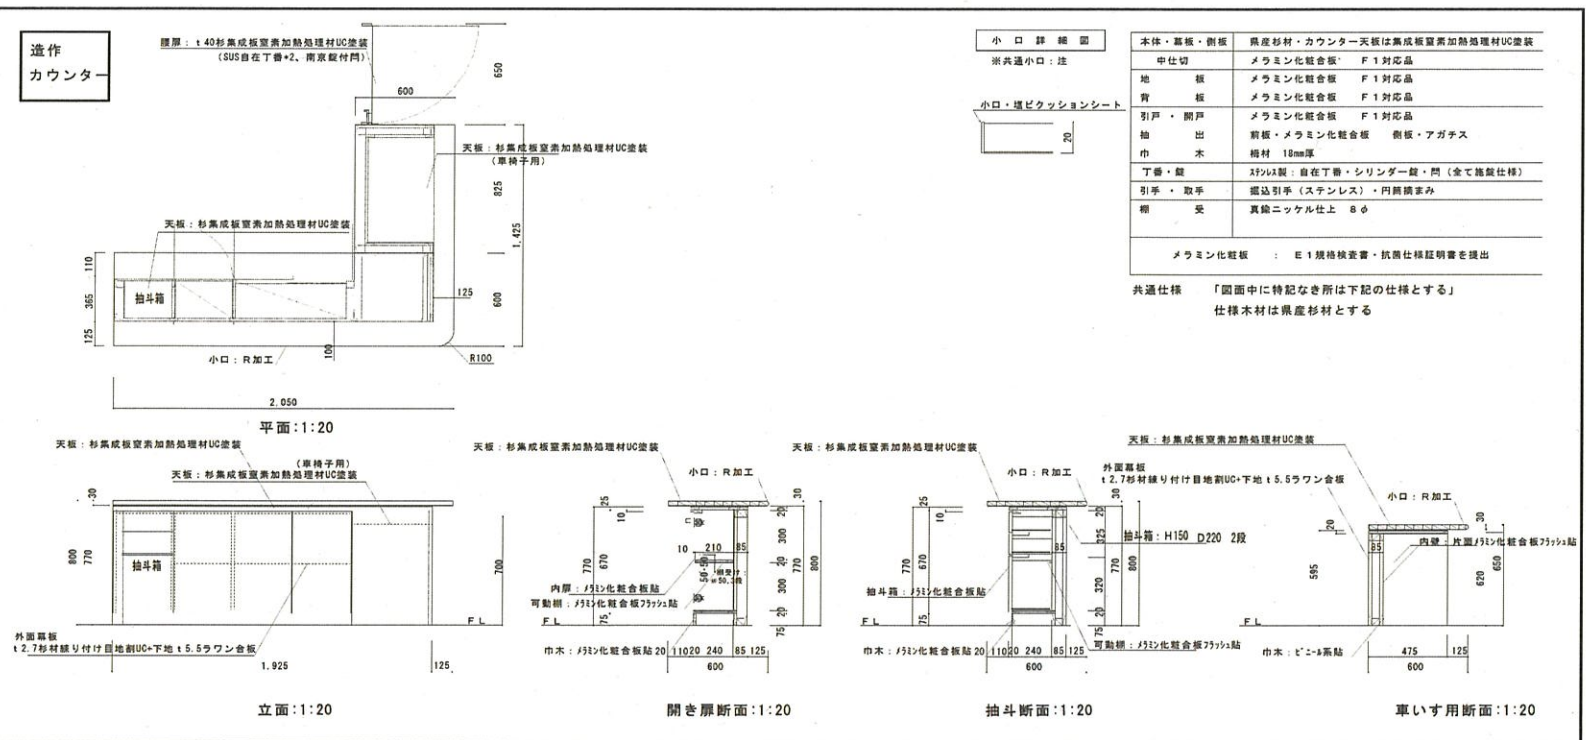 造作
カウンター
腰扉：ｔ40杉集成板窒素加熱処理材UC塗装
(SUS自在丁番*2、南京錠付閂)
650
600
天板：杉集成板窒素加熱処理材UC塗装
(車椅子用)
825
1,425
天板：杉集成板窒素加熱処理材UC塗装
110
365
125
抽斗箱
125
600
小口：Ｒ加工
100
R100
2,050
平面:1:20
小口詳細図
※共通小口：注
小口・塩ビクッションシート
20
本体・幕板・側板　県産杉材・カウンター天板は集成板窒素加熱処理材UC塗装
中仕切　メラミン化粧合板　Ｆ１対応品
地板　メラミン化粧合板　Ｆ１対応品
背板　メラミン化粧合板　Ｆ１対応品
引戸・開戸　メラミン化粧合板　Ｆ１対応品
抽出　前板・メラミン化粧合板　側板・アガチス
巾木　栂材　18mm厚
丁番・錠　ｽﾃﾝﾚｽ製：自在丁番・シリンダー錠・閂（全て施錠仕様）
引手・取手　掘込引手（ステンレス）・円筒摘まみ
棚受　真鍮ニッケル仕上　８φ
メラミン化粧板　：　Ｅ１規格検査書・抗菌仕様証明書を提出
共通仕様　「図面中に特記なき所は下記の仕様とする」
仕様木材は県産杉材とする
天板：杉集成板窒素加熱処理材UC塗装
(車椅子用)
天板：杉集成板窒素加熱処理材UC塗装
30
800
770
抽斗箱
700
ＦＬ
外面幕板
ｔ2.7杉材練り付け目地割UC+下地ｔ5.5ラワン合板
1,925
125
立面:1:20
天板：杉集成板窒素加熱処理材UC塗装
小口：Ｒ加工
25
10
30
20
300
10
210
85
770
670
50-50
20
770
800
棚受け：
内扉：ﾒﾗﾐﾝ化粧合板貼
可動棚：ﾒﾗﾐﾝ化粧合板フラッシュ貼
300
75
20
75
ＦＬ
巾木：ﾒﾗﾐﾝ化粧合板貼
20
110
20
240
85
125
600
開き扉断面:1:20
天板：杉集成板窒素加熱処理材UC塗装
小口：Ｒ加工
25
10
30
20
325
85
抽斗箱：H150 D220 2段
770
670
770
800
抽斗箱：ﾒﾗﾐﾝ化粧合板貼
320
75
20
75
ＦＬ
可動棚：ﾒﾗﾐﾝ化粧合板フラッシュ貼
巾木：ﾒﾗﾐﾝ化粧合板貼
20
110
20
240
85
125
600
抽斗断面:1:20
天板：杉集成板窒素加熱処理材UC塗装
外面幕板
ｔ2.7杉材練り付け目地割UC+下地ｔ5.5ラワン合板
小口：Ｒ加工
20
30
85
内壁：片面ﾒﾗﾐﾝ化粧合板フラッシュ貼
595
620
650
ＦＬ
巾木：ﾋﾞﾆｰﾙ系貼
475
125
600
車いす用断面:1:20